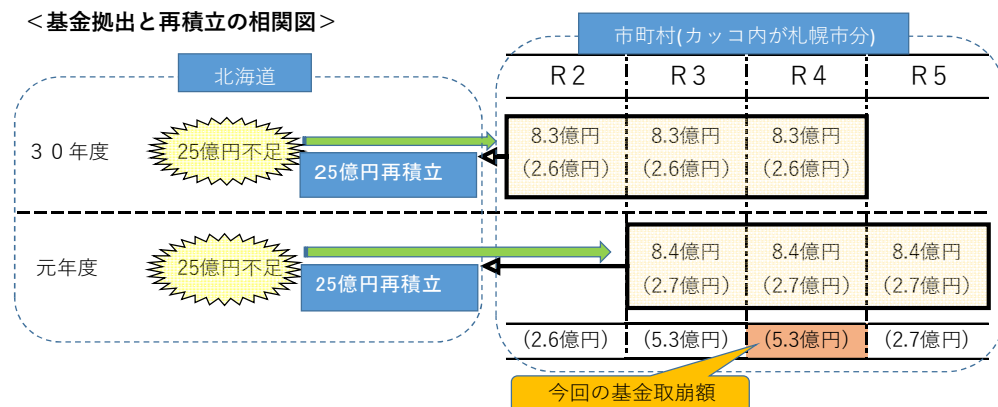 ＜基金拠出と再積立の相関図＞
市町村(カッコ内が札幌市分)
北海道
Ｒ２ Ｒ３ Ｒ４ Ｒ５
３０年度
25億円不足
25億円再積立
8.3億円 8.3億円 8.3億円
(2.6億円) (2.6億円) (2.6億円)
元年度
25億円不足
25億円再積立
8.4億円 8.4億円 8.4億円
(2.7億円) (2.7億円) (2.7億円)
(2.6億円) (5.3億円) (5.3億円) (2.7億円)
今回の基金取崩額